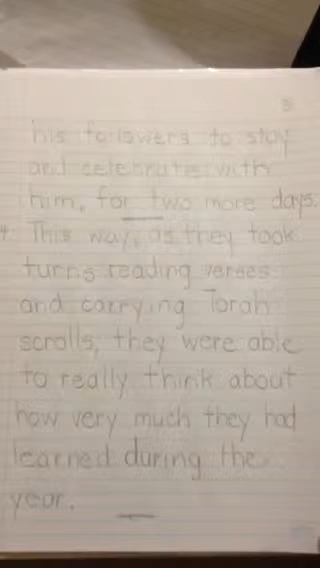 3
his followers to stay
and celebrate with
him, for two more days.
4. This way, as they took
turns reading verses
and carrying Torah
scrolls, they were able
to really think about
how very much they had
learned during the
year.